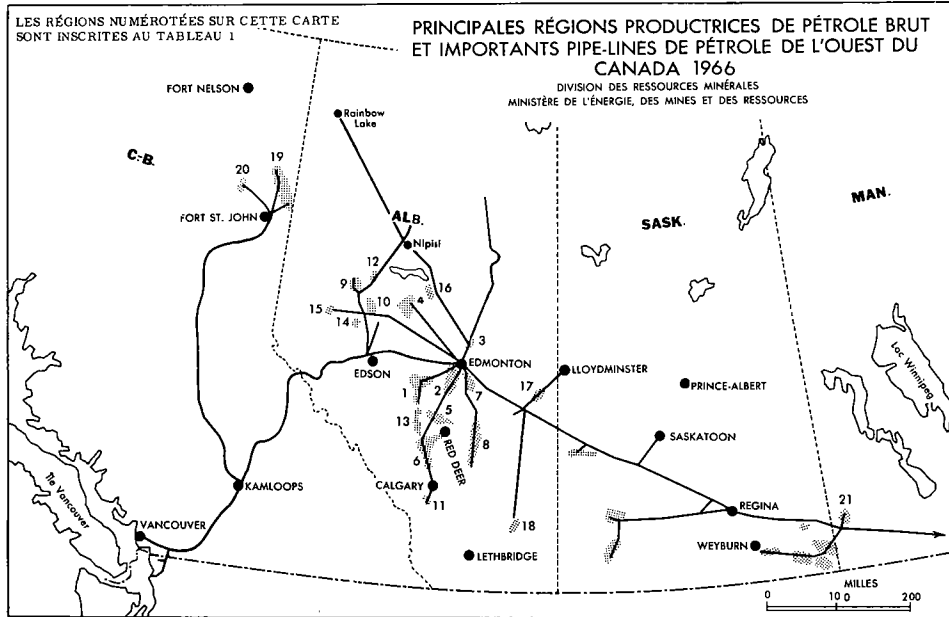 LES RÉGIONS NUMÉROTÉES SUR CETTE CARTE
SONT INSCRITES AU TABLEAU 1
PRINCIPALES RÉGIONS PRODUCTRICES DE PÉTROLE BRUT
ET IMPORTANTS PIPE-LINES DE PÉTROLE DE L'OUEST DU
CANADA 1966
DIVISION DES RESSOURCES MINÉRALES
MINISTÈRE DE L'ÉNERGIE, DES MINES ET DES RESSOURCES
FORT NELSON
Rainbow
Lake
C.-B.
19
20
FORT ST. JOHN
ALB.
Nipisi
SASK.
MAN.
12
9
16
10
4
15
14
3
EDSON
EDMONTON
LLOYDMINSTER
Lac Winnipeg
PRINCE-ALBERT
1
2
7
17
13
5
RED DEER
8
SASKATOON
6
KAMLOOPS
CALGARY
11
Île Vancouver
VANCOUVER
18
REGINA
21
WEYBURN
LETHBRIDGE
MILLES
0 100 200